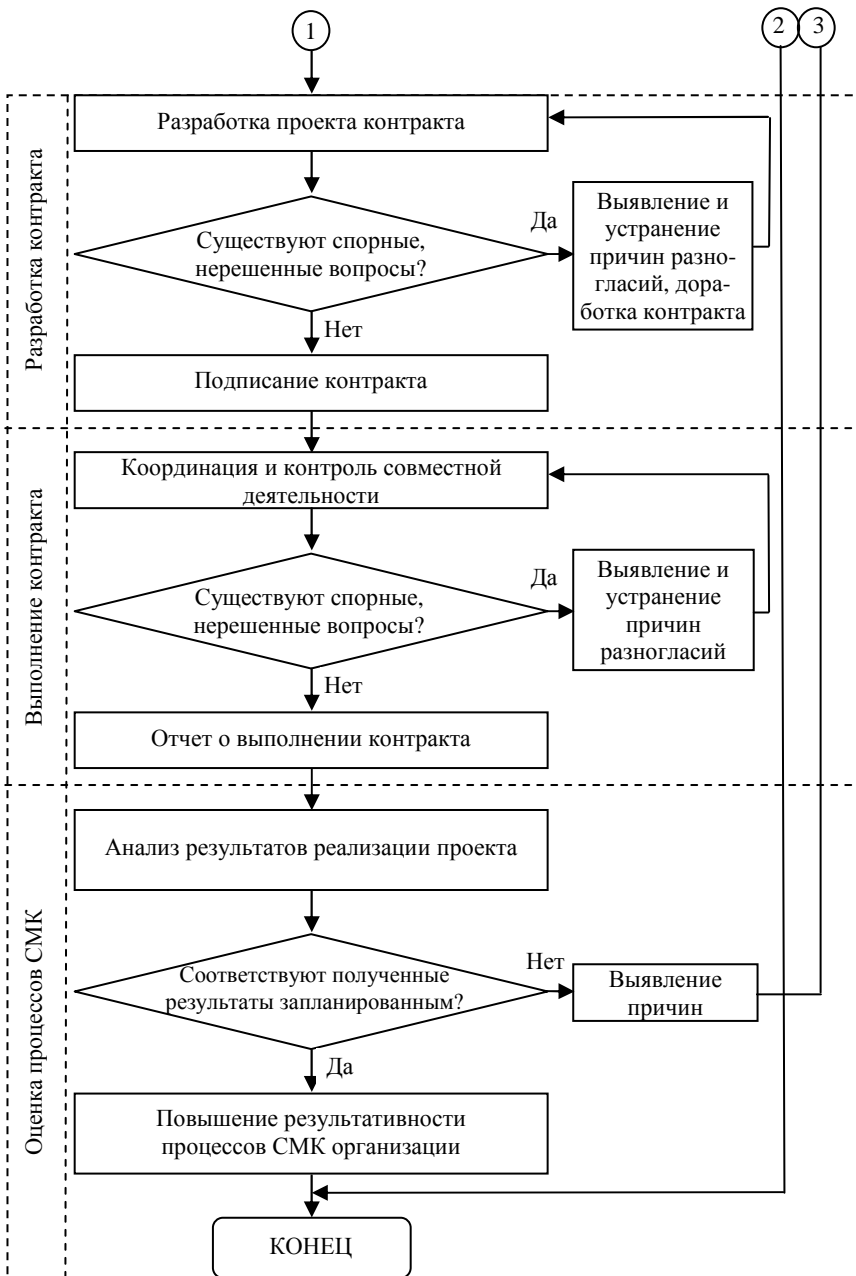 1
2
3
Разработка контракта
Разработка проекта контракта
Существуют спорные,
нерешенные вопросы?
Да
Выявление и
устранение
причин разно-
гласий, дора-
ботка контракта
Нет
Подписание контракта
Выполнение контракта
Координация и контроль совместной
деятельности
Существуют спорные,
нерешенные вопросы?
Да
Выявление и
устранение
причин
разногласий
Нет
Отчет о выполнении контракта
Оценка процессов СМК
Анализ результатов реализации проекта
Соответствуют полученные
результаты запланированным?
Нет
Выявление
причин
Да
Повышение результативности
процессов СМК организации
КОНЕЦ